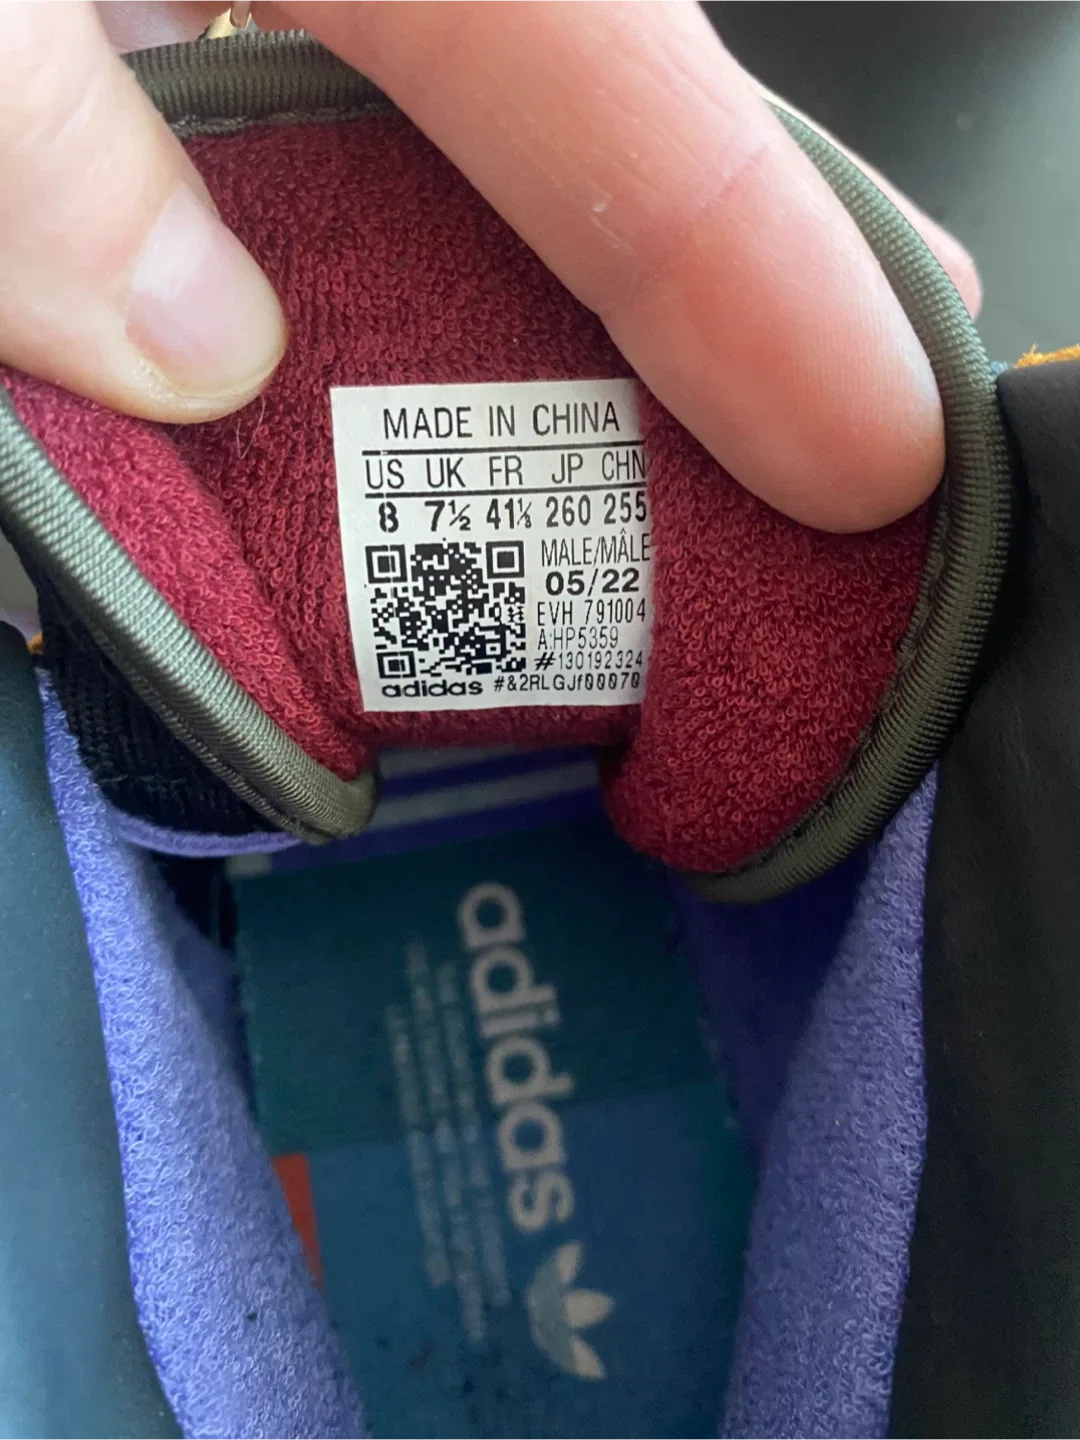 MADE IN CHINA
US UK FR JP CHN
8 7½ 41⅓ 260 255
MALE/MÂLE
05/22
EVH 791004
A:HP5359
#130192324
adidas #&2RLGJf00070
adidas